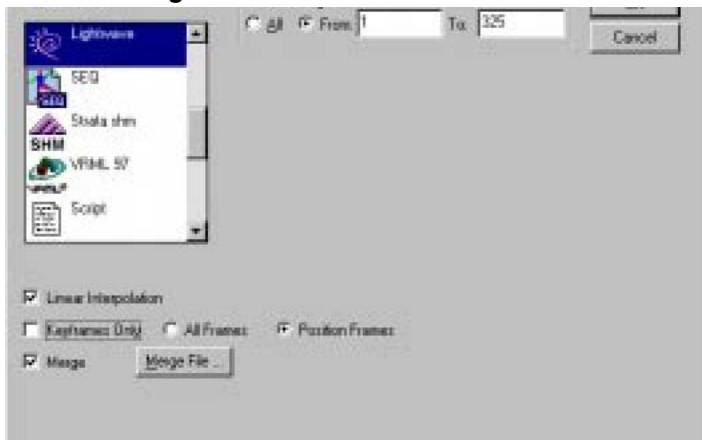 All From 1 To: 325
Cancel
Lightwave
SEQ
SEQ
Strata shm
SHM
VRML 97
Script
Linear Interpolation
Keyframes Only All Frames Position Frames
Merge Merge File ...